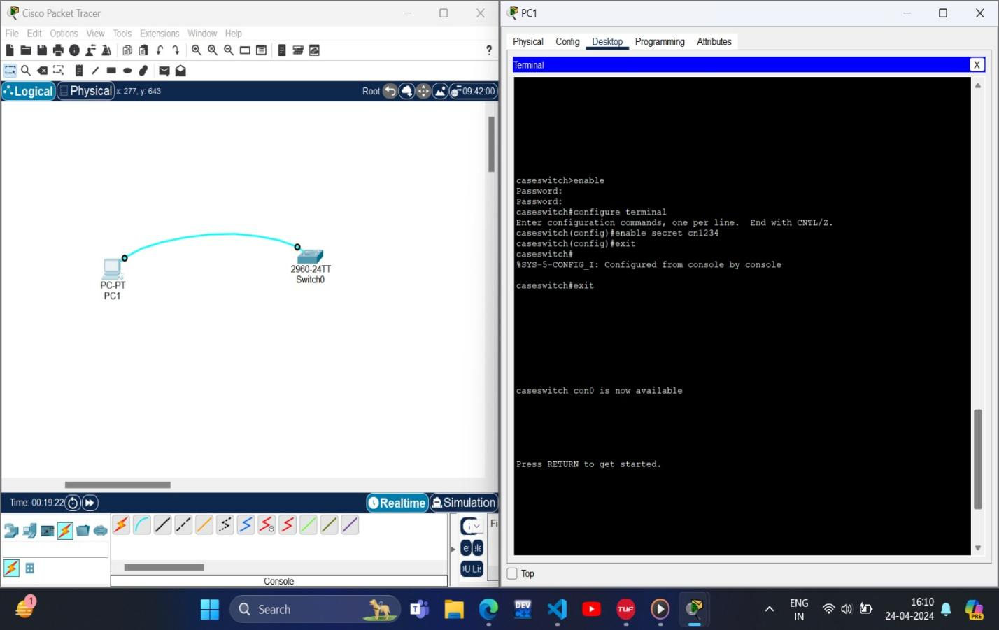 Cisco Packet Tracer
File Edit Options View Tools Extensions Window Help
?
Logical Physical x: 277, y: 643 Root 09:42:00
PC-PT
PC1
2960-24TT
Switch0
Time: 00:19:22 Realtime Simulation
Console
PC1
Physical Config Desktop Programming Attributes
Terminal X
caseswitch>enable
Password:
Password:
caseswitch#configure terminal
Enter configuration commands, one per line. End with CNTL/Z.
caseswitch(config)#enable secret cn1234
caseswitch(config)#exit
caseswitch#
%SYS-5-CONFIG_I: Configured from console by console
caseswitch#exit
caseswitch con0 is now available
Press RETURN to get started.
Top
1
Search
DEV
TUF
ENG
IN
16:10
24-04-2024
PRE